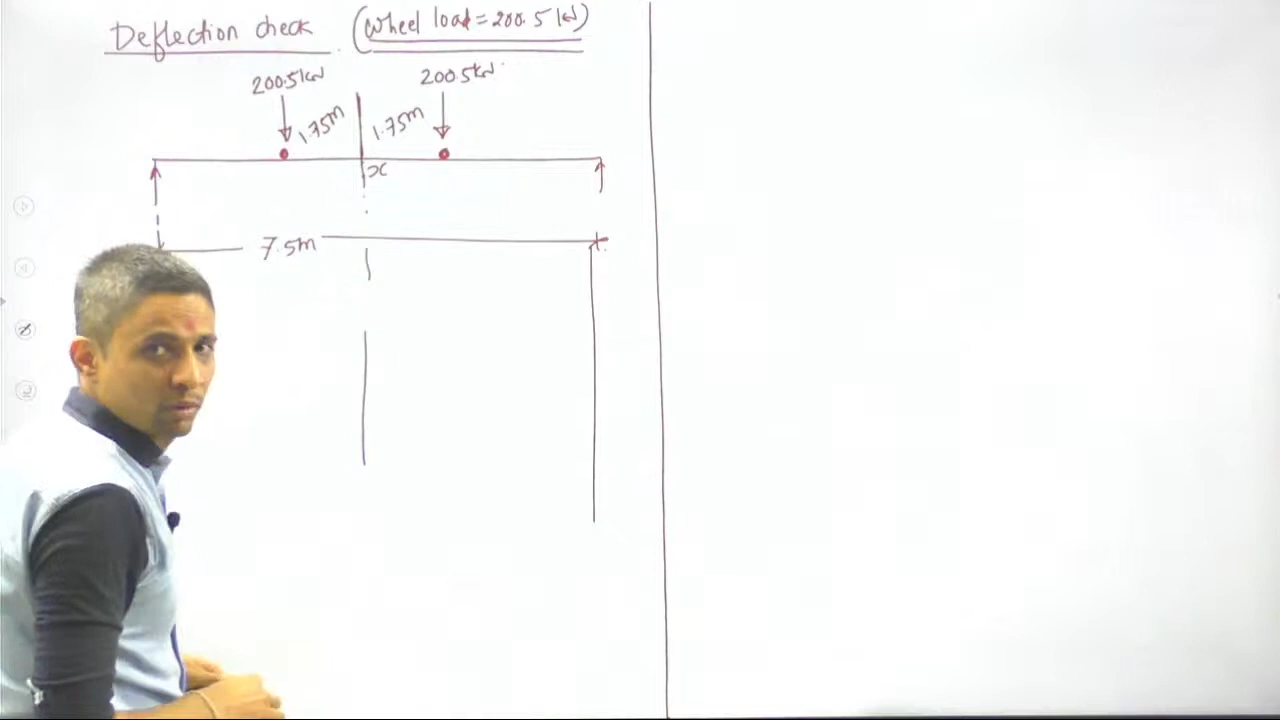 Deflection check (Wheel load = 200.5 kN)
200.5kN 200.5kN
1.75m 1.75m
x
7.5m